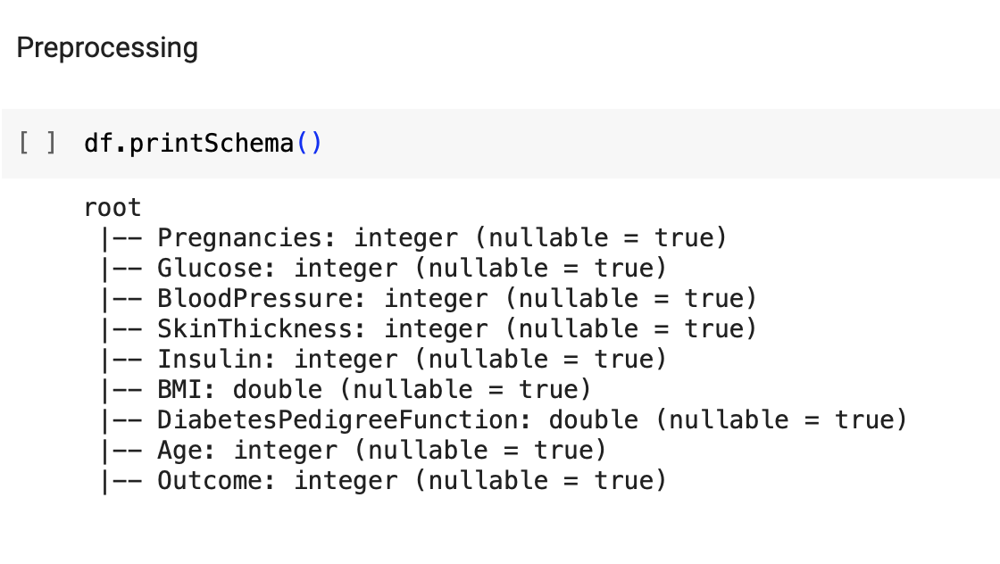 Preprocessing
[ ] df.printSchema()
root
 |-- Pregnancies: integer (nullable = true)
 |-- Glucose: integer (nullable = true)
 |-- BloodPressure: integer (nullable = true)
 |-- SkinThickness: integer (nullable = true)
 |-- Insulin: integer (nullable = true)
 |-- BMI: double (nullable = true)
 |-- DiabetesPedigreeFunction: double (nullable = true)
 |-- Age: integer (nullable = true)
 |-- Outcome: integer (nullable = true)